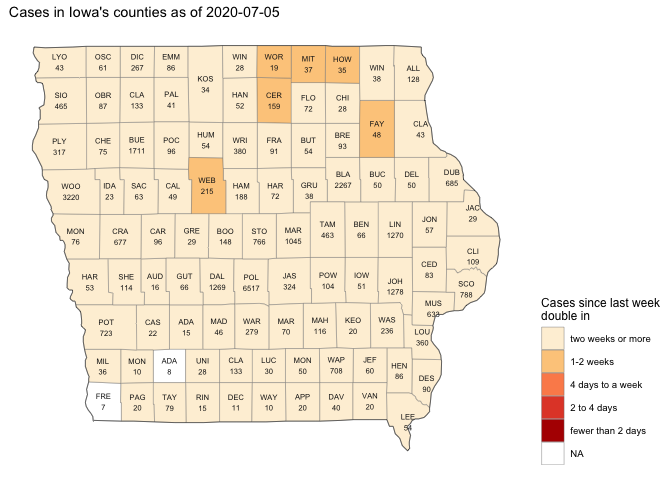 Cases in Iowa's counties as of 2020-07-05
LYO OSC DIC EMM WIN WOR MIT HOW WIN ALL
43 61 267 86 28 19 37 35 38 128
KOS
34
SIO OBR CLA PAL HAN CER FLO CHI
465 87 133 41 52 159 72 28
FAY CLA
48 43
PLY CHE BUE POC HUM WRI FRA BUT BRE
317 75 1711 96 54 380 91 54 93
WEB
215
WOO IDA SAC CAL HAM HAR GRU BLA BUC DEL DUB
3220 23 63 49 188 72 38 2267 50 50 685
JAC
29
MON CRA CAR GRE BOO STO MAR TAM BEN LIN JON
76 677 96 29 148 766 1045 463 66 1270 57
CLI
109
HAR SHE AUD GUT DAL POL JAS POW IOW JOH CED SCO
53 114 16 66 1269 6517 324 104 51 1278 83 788
MUS
633
POT CAS ADA MAD WAR MAR MAH KEO WAS LOU
723 22 15 46 279 70 116 20 236 360
MIL MON ADA UNI CLA LUC MON WAP JEF HEN DES
36 10 8 28 133 30 50 708 60 86 90
FRE PAG TAY RIN DEC WAY APP DAV VAN LEE
7 20 79 15 11 10 20 40 20 54
Cases since last week
double in
two weeks or more
1-2 weeks
4 days to a week
2 to 4 days
fewer than 2 days
NA